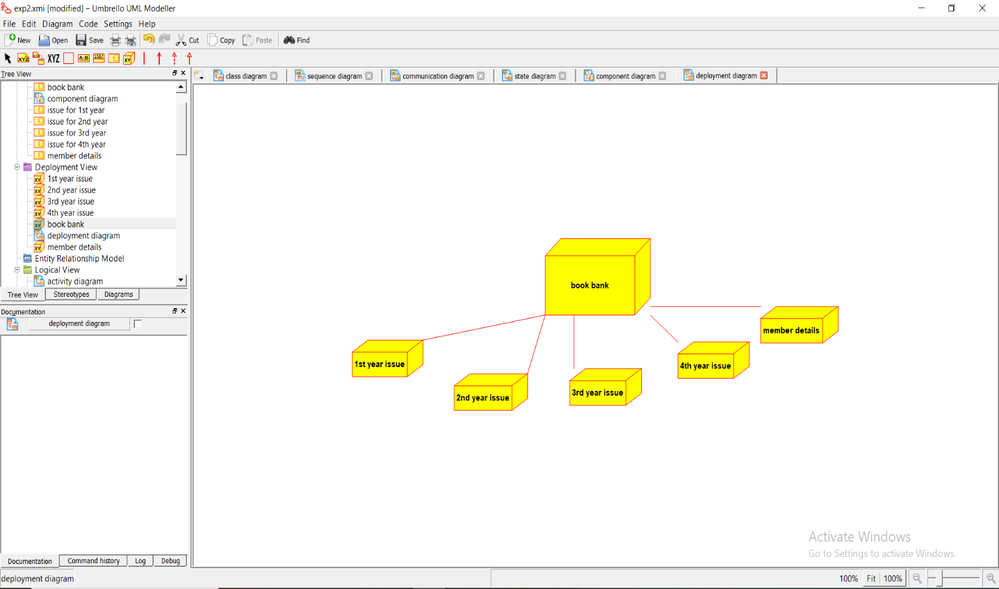 exp2.xmi [modified] – Umbrello UML Modeller
File Edit Diagram Code Settings Help
New Open Save Cut Copy Paste Find
XYZ XYZ A:B ABC XY
Tree View
class diagram sequence diagram communication diagram state diagram component diagram deployment diagram
book bank
component diagram
issue for 1st year
issue for 2nd year
issue for 3rd year
issue for 4th year
member details
Deployment View
1st year issue
2nd year issue
3rd year issue
4th year issue
book bank
deployment diagram
member details
Entity Relationship Model
Logical View
activity diagram
Tree View Stereotypes Diagrams
Documentation
deployment diagram
book bank
member details
1st year issue
4th year issue
2nd year issue
3rd year issue
Activate Windows
Go to Settings to activate Windows.
Documentation Command history Log Debug
deployment diagram
100% Fit 100%